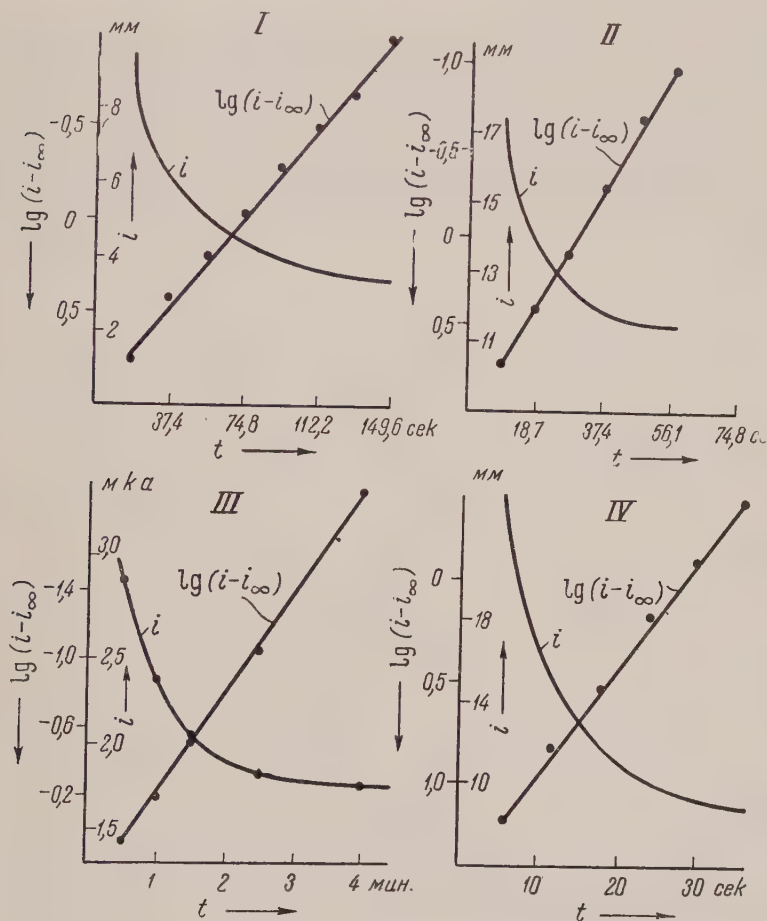 I
мм
-0,5
0
0,5
8
6
4
2
lg(i-i∞)
i
lg(i-i∞)
i
37,4
74,8
112,2
149,6 сек
t
II
мм
-1,0
-0,5
0
0,5
17
15
13
11
lg(i-i∞)
i
lg(i-i∞)
i
18,7
37,4
56,1
74,8 с
t
III
мка
-1,4
-1,0
-0,6
-0,2
3,0
2,5
2,0
1,5
lg(i-i∞)
i
lg(i-i∞)
i
1
2
3
4 мин.
t
IV
мм
0
0,5
1,0
18
14
10
lg(i-i∞)
i
lg(i-i∞)
i
10
20
30 сек
t